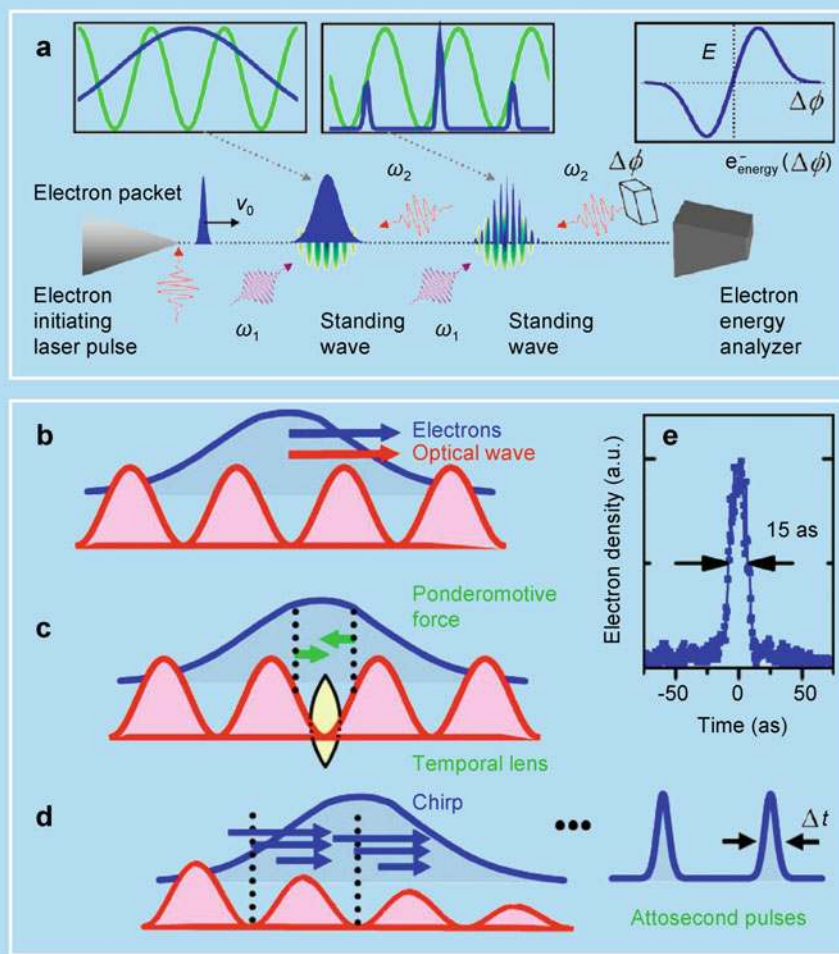 a
E
Δϕ
e⁻energy (Δϕ)
ω₂
ω₂
Δϕ
Electron packet
v₀
Electron
initiating
laser pulse
ω₁
Standing
wave
ω₁
Standing
wave
Electron
energy
analyzer
b
Electrons
Optical wave
c
Ponderomotive
force
Temporal lens
d
Chirp
Δt
Attosecond pulses
e
Electron density (a.u.)
15 as
-50
0
50
Time (as)